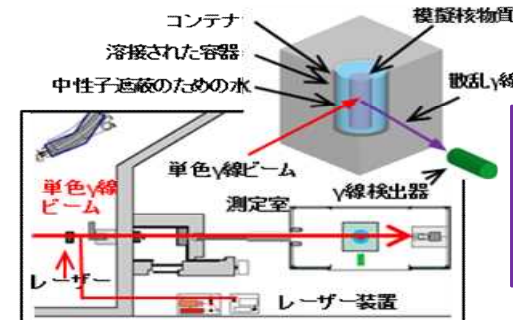 コンテナ
模擬核物質
溶接された容器
中性子遮蔽のための水
散乱γ線
単色γ線ビーム
γ線検出器
単色γ線
ビーム
測定室
レーザー
レーザー装置